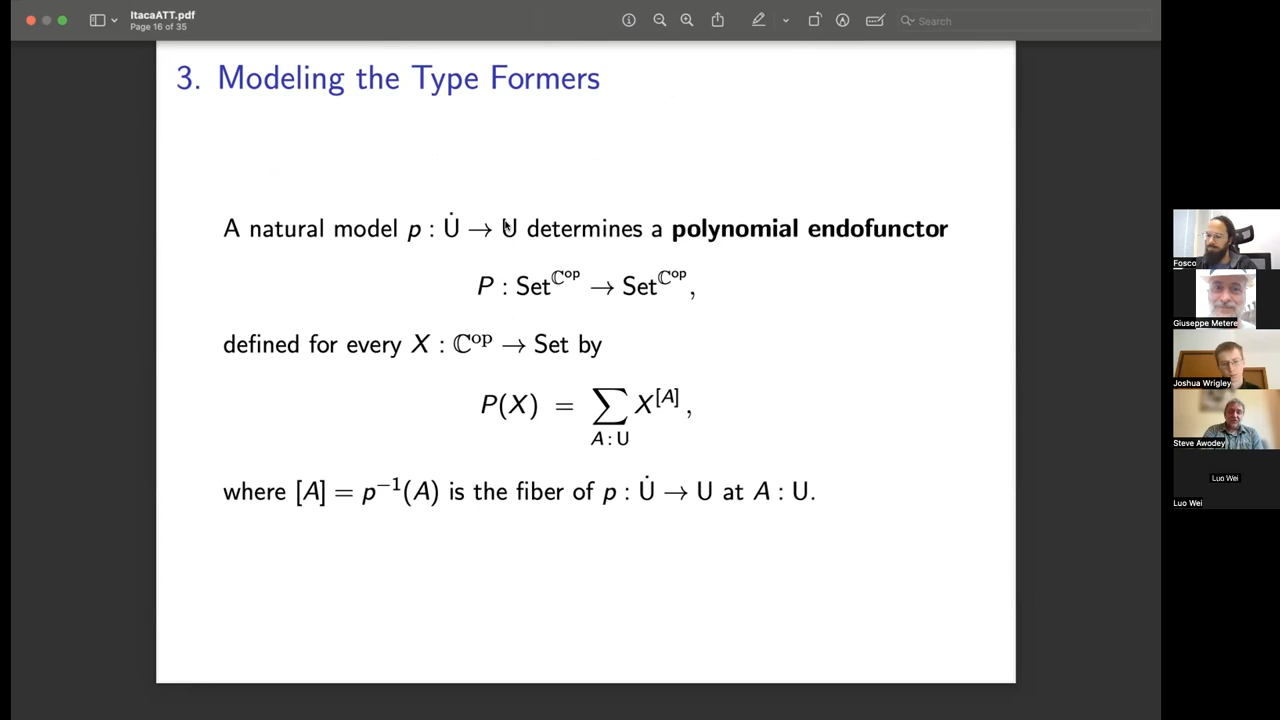 ItacaATT.pdf
Page 16 of 35
Search
3. Modeling the Type Formers
A natural model p : U̇ → U determines a polynomial endofunctor
P : Set^ℂ^op → Set^ℂ^op,
defined for every X : ℂ^op → Set by
P(X) = ∑ X^[A],
A : U
where [A] = p⁻¹(A) is the fiber of p : U̇ → U at A : U.
Fosco
Giuseppe Metere
Joshua Wrigley
Steve Awodey
Luo Wei
Luo Wei